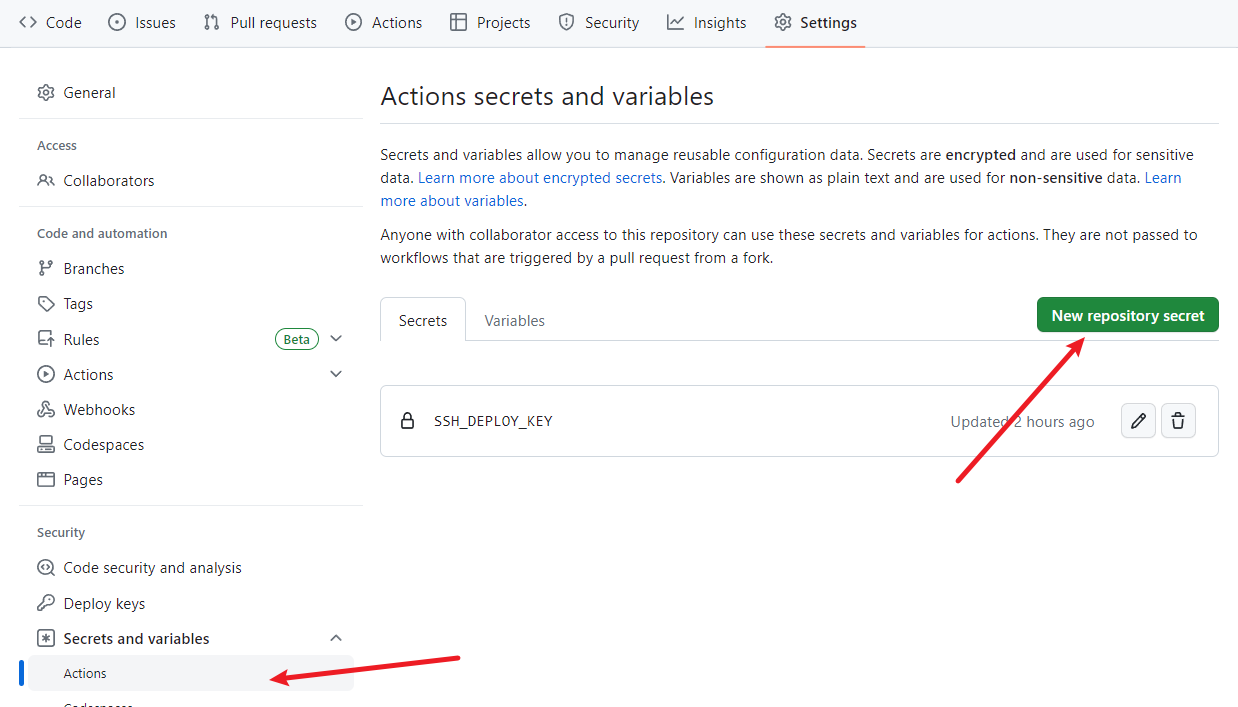 Code Issues Pull requests Actions Projects Security Insights Settings
General
Access
Collaborators
Code and automation
Branches
Tags
Rules Beta
Actions
Webhooks
Codespaces
Pages
Security
Code security and analysis
Deploy keys
Secrets and variables
Actions
Codespaces
Actions secrets and variables
Secrets and variables allow you to manage reusable configuration data. Secrets are encrypted and are used for sensitive
data. Learn more about encrypted secrets. Variables are shown as plain text and are used for non-sensitive data. Learn
more about variables.
Anyone with collaborator access to this repository can use these secrets and variables for actions. They are not passed to
workflows that are triggered by a pull request from a fork.
Secrets Variables New repository secret
SSH_DEPLOY_KEY Updated 2 hours ago